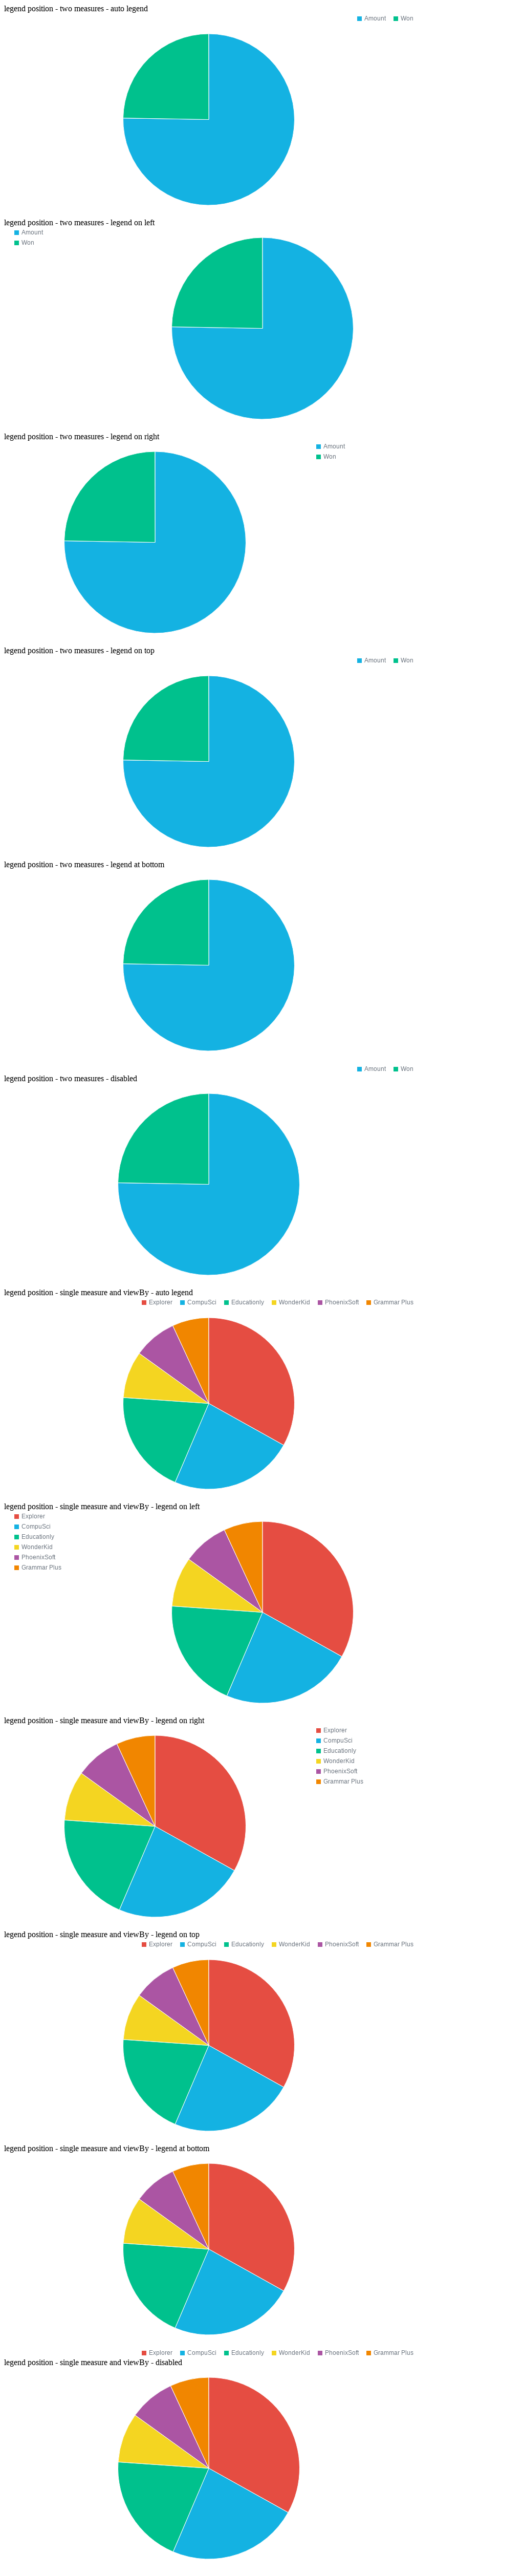 legend position - two measures - auto legend
Amount Won
legend position - two measures - legend on left
Amount
Won
legend position - two measures - legend on right
Amount
Won
legend position - two measures - legend on top
Amount Won
legend position - two measures - legend at bottom
Amount Won
legend position - two measures - disabled
legend position - single measure and viewBy - auto legend
Explorer CompuSci Educationly WonderKid PhoenixSoft Grammar Plus
legend position - single measure and viewBy - legend on left
Explorer
CompuSci
Educationly
WonderKid
PhoenixSoft
Grammar Plus
legend position - single measure and viewBy - legend on right
Explorer
CompuSci
Educationly
WonderKid
PhoenixSoft
Grammar Plus
legend position - single measure and viewBy - legend on top
Explorer CompuSci Educationly WonderKid PhoenixSoft Grammar Plus
legend position - single measure and viewBy - legend at bottom
Explorer CompuSci Educationly WonderKid PhoenixSoft Grammar Plus
legend position - single measure and viewBy - disabled